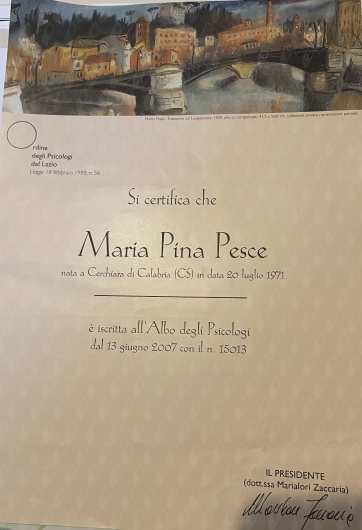 rdine
degli Psicologi
del Lazio
Legge 18 febbraio 1989, n. 56
Si certifica che
Maria Pina Pesce
nata a Cerchiara di Calabria (CS) in data 20 luglio 1971
è iscritta all'Albo degli Psicologi
dal 13 giugno 2007 con il n. 15013
IL PRESIDENTE
(dott.ssa Marialori Zaccaria)